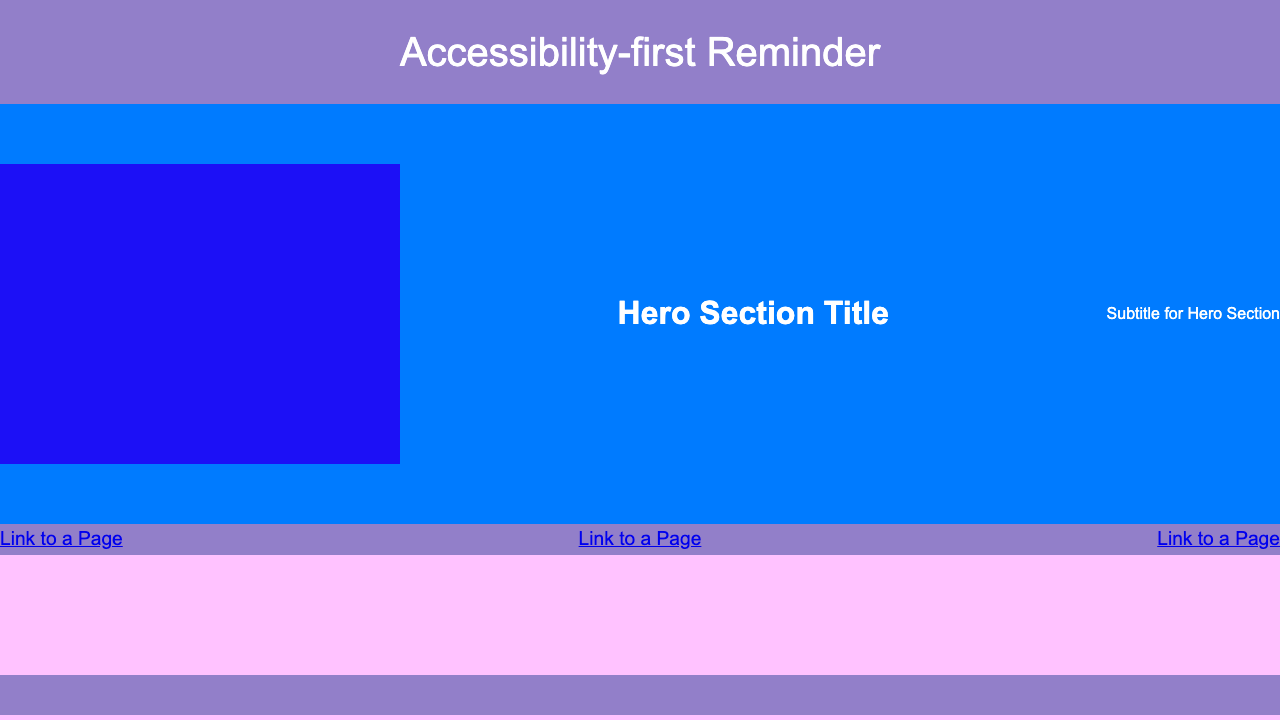 Accessibility-first Reminder
Hero Section Title
Subtitle for Hero Section
Link to a Page
Link to a Page
Link to a Page